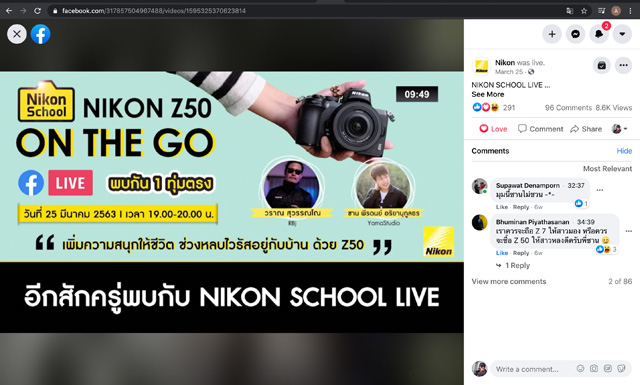 facebook.com/317857504967488/videos/1595325370623814
Nikon School
NIKON Z50
ON THE GO
LIVE
พบกัน 1 ทุ่มตรง
วันที่ 25 มีนาคม 2563 | เวลา 19.00-20.00 น.
09:49
Nikon
วราณ สุวรรณโณ
RBJ
ชาน พิรฌานย์ อริยานุกูลธร
YamaStudio
“ เพิ่มความสนุกให้ชีวิต ช่วงหลบไวรัสอยู่กับบ้าน ด้วย Z50 ”
Nikon
อีกสักครู่พบกับ NIKON SCHOOL LIVE
2
A
Nikon was live.
March 25 ·
NIKON SCHOOL LIVE ...
See More
291
96 Comments 8.6K Views
Love Comment Share
Comments Hide
Most Relevant
Supawat Denamporn · 32:37
มุมนี้ชานไม่ชวน -*-
1
Like · Reply · 6w
Bhuminan Piyathasanan · 34:39
เราควรจะถือ Z 7 ให้สาวมอง หรือควรจะซื้อ Z 50 ให้สาวหลงดีครับพี่ชาน
3
Like · Reply · 6w
1 Reply
View more comments 2 of 86
Write a comment...